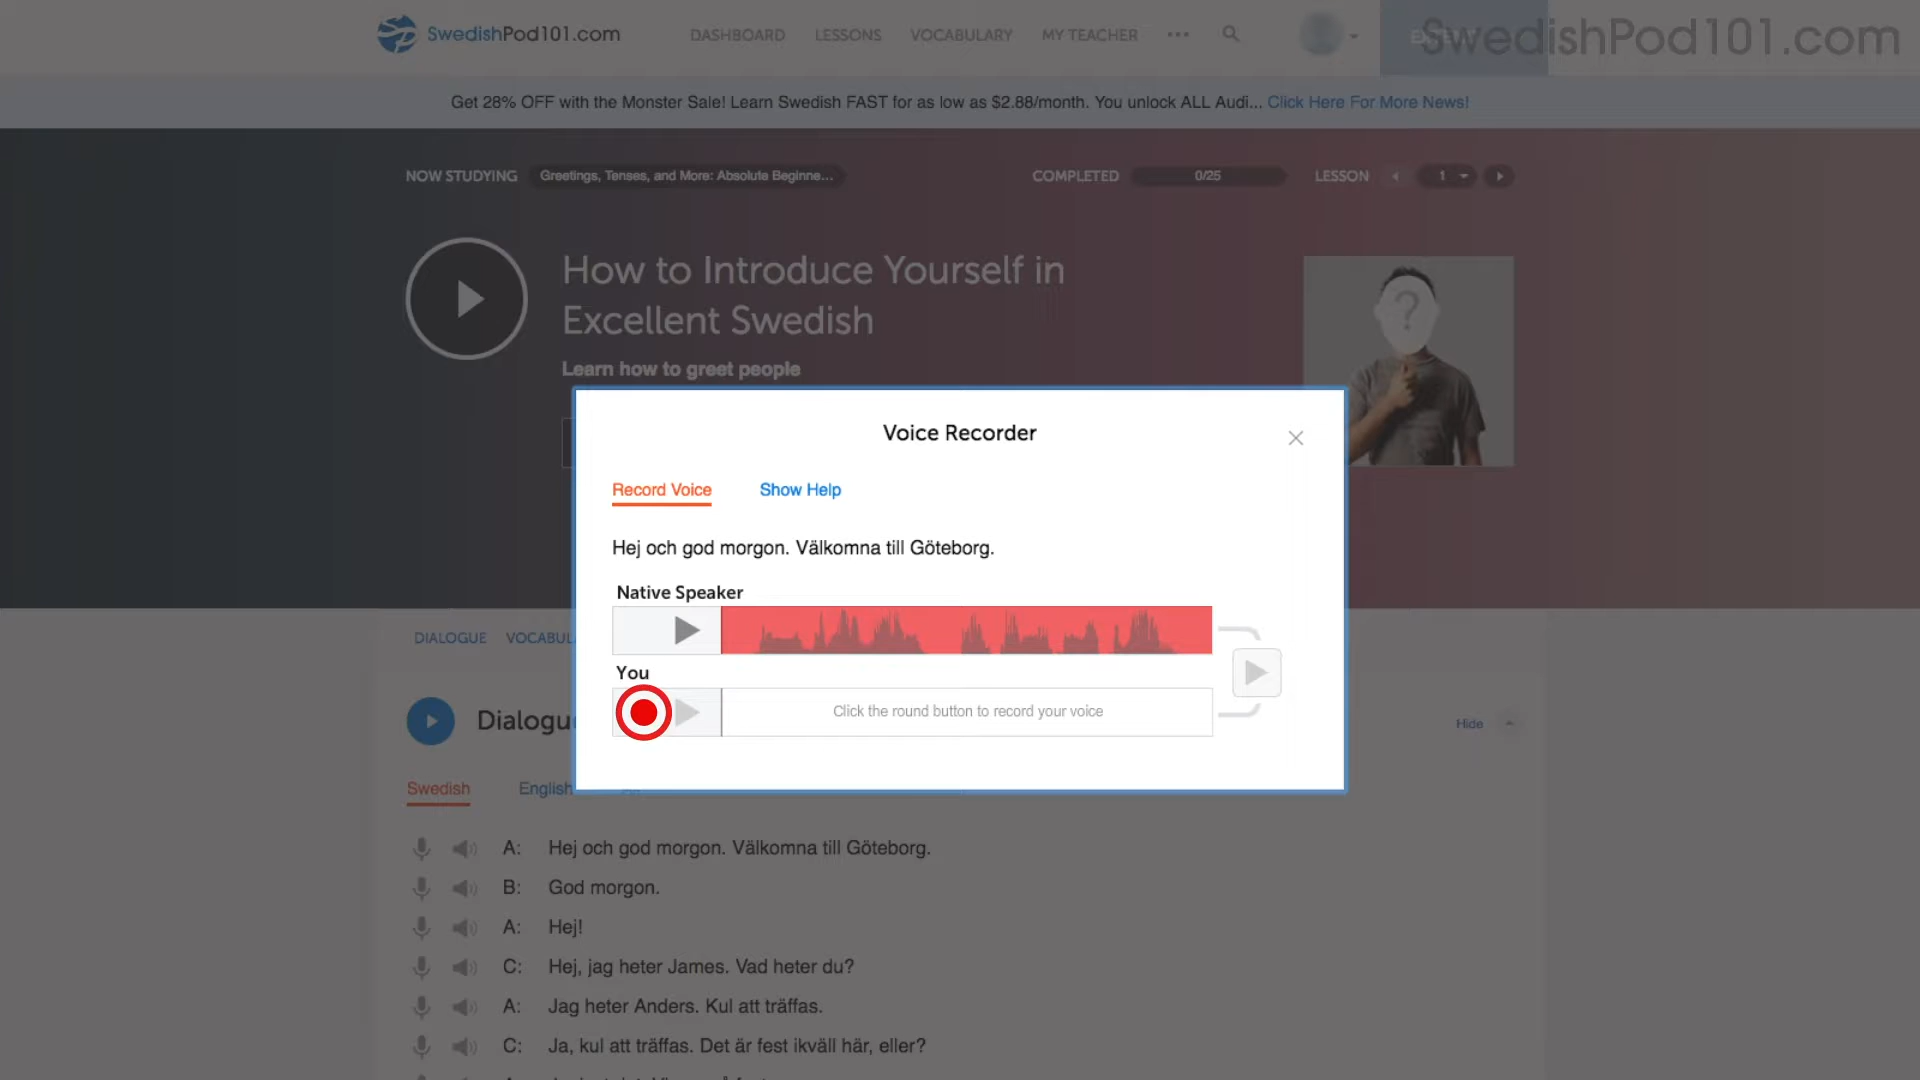 SwedishPod101.com
DASHBOARD LESSONS VOCABULARY MY TEACHER
SwedishPod101.com
Get 28% OFF with the Monster Sale! Learn Swedish FAST for as low as $2.88/month. You unlock ALL Audi... Click Here For More News!
NOW STUDYING Greetings, Tenses, and More: Absolute Beginne... COMPLETED 0/25 LESSON 1
How to Introduce Yourself in
Excellent Swedish
Learn how to greet people
?
Voice Recorder
Record Voice Show Help
Hej och god morgon. Välkomna till Göteborg.
Native Speaker
You
Click the round button to record your voice
DIALOGUE VOCABUL
Dialogu
Hide
Swedish English
A: Hej och god morgon. Välkomna till Göteborg.
B: God morgon.
A: Hej!
C: Hej, jag heter James. Vad heter du?
A: Jag heter Anders. Kul att träffas.
C: Ja, kul att träffas. Det är fest ikväll här, eller?